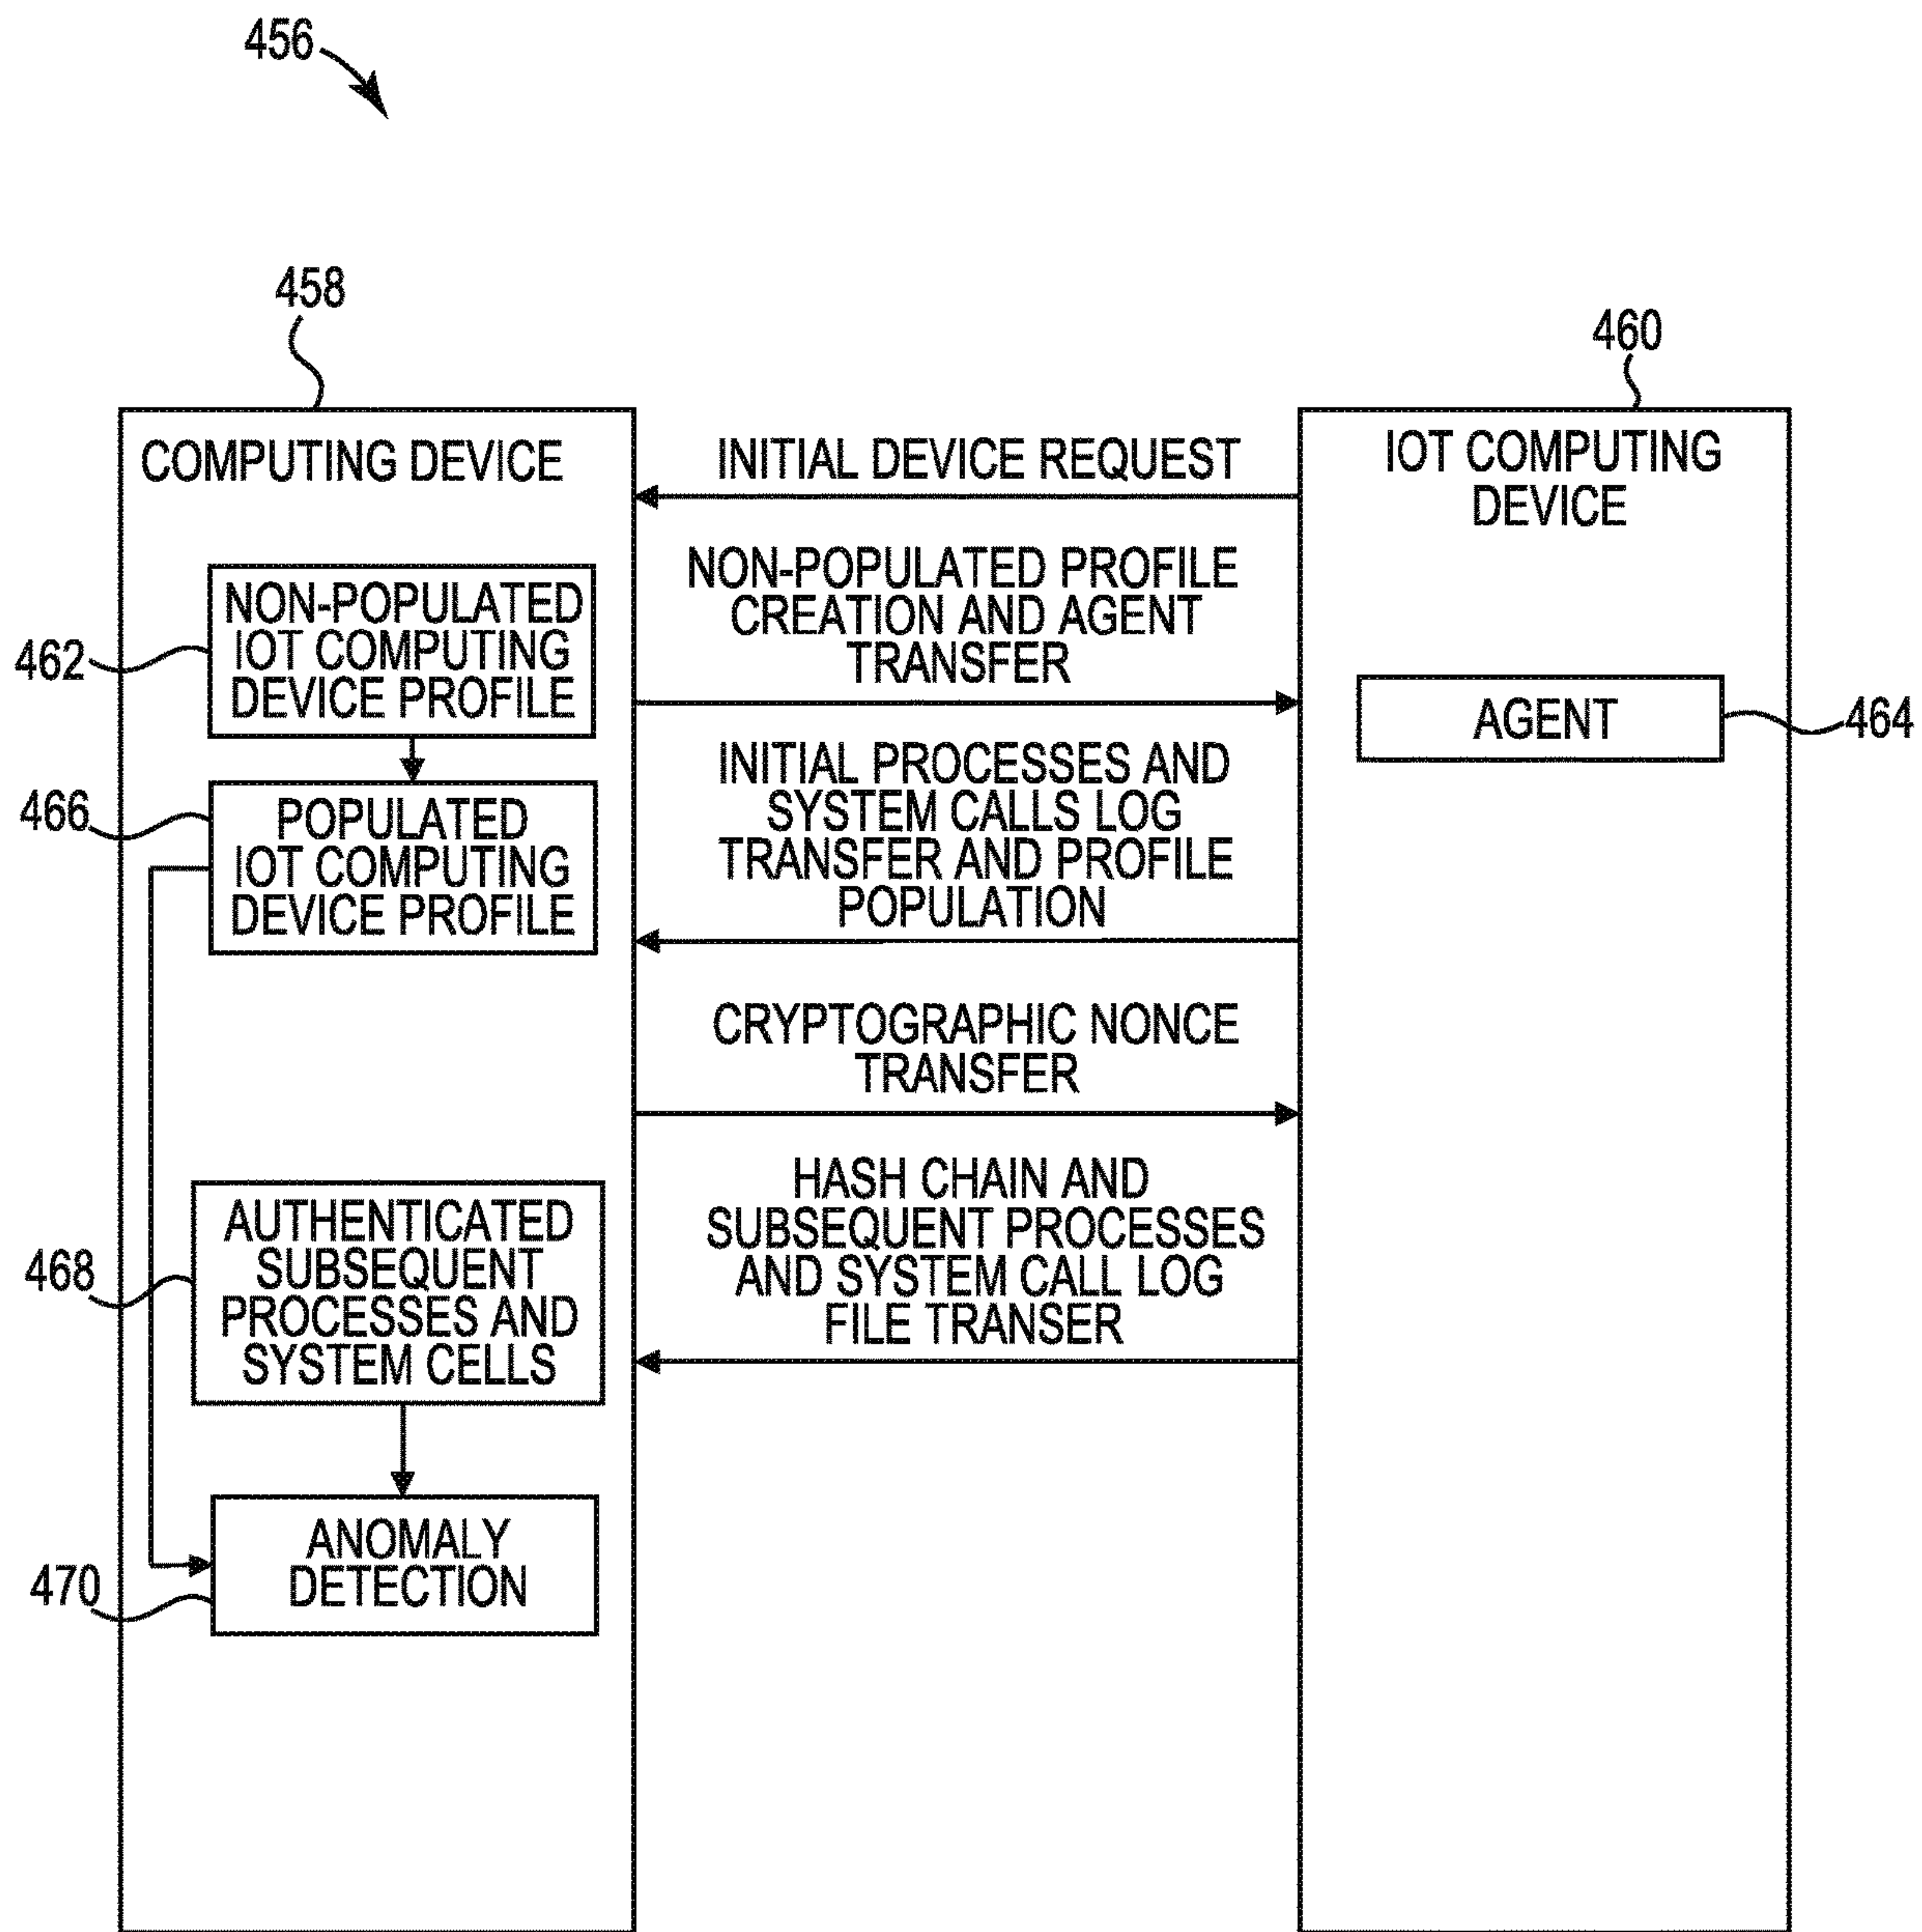 456
458
460
COMPUTING DEVICE
INITIAL DEVICE REQUEST
IOT COMPUTING
DEVICE
NON-POPULATED
IOT COMPUTING
DEVICE PROFILE
462
NON-POPULATED PROFILE
CREATION AND AGENT
TRANSFER
AGENT
464
466
POPULATED
IOT COMPUTING
DEVICE PROFILE
INITIAL PROCESSES AND
SYSTEM CALLS LOG
TRANSFER AND PROFILE
POPULATION
CRYPTOGRAPHIC NONCE
TRANSFER
468
AUTHENTICATED
SUBSEQUENT
PROCESSES AND
SYSTEM CELLS
HASH CHAIN AND
SUBSEQUENT PROCESSES
AND SYSTEM CALL LOG
FILE TRANSER
470
ANOMALY
DETECTION